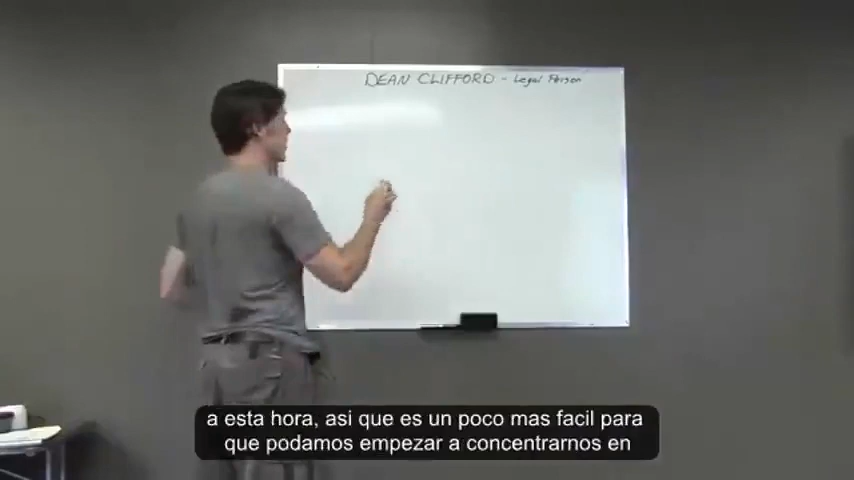 DEAN CLIFFORD - Legal Person
a esta hora, asi que es un poco mas facil para
que podamos empezar a concentrarnos en